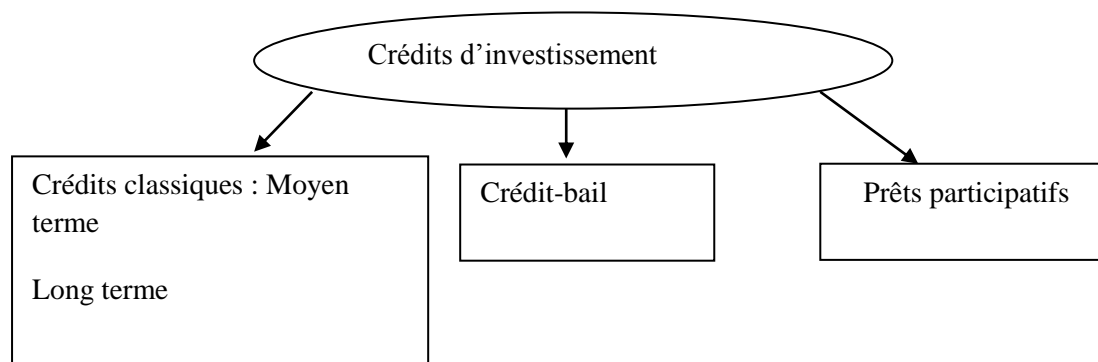 Crédits d’investissement
Crédits classiques : Moyen
terme
Long terme
Crédit-bail
Prêts participatifs